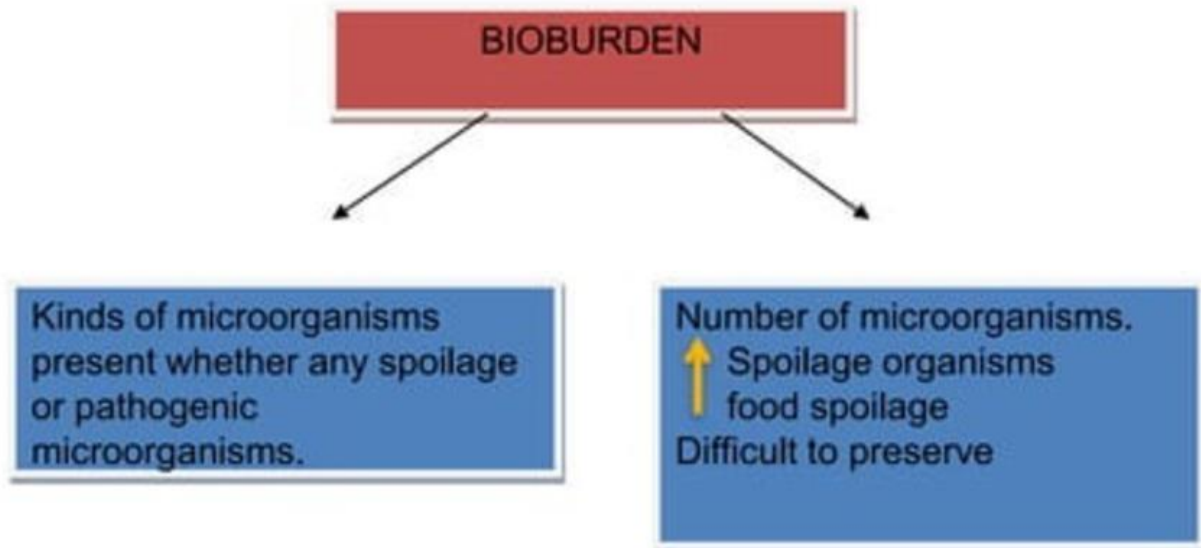 BIOBURDEN
Kinds of microorganisms
present whether any spoilage
or pathogenic
microorganisms.
Number of microorganisms.
Spoilage organisms
food spoilage
Difficult to preserve